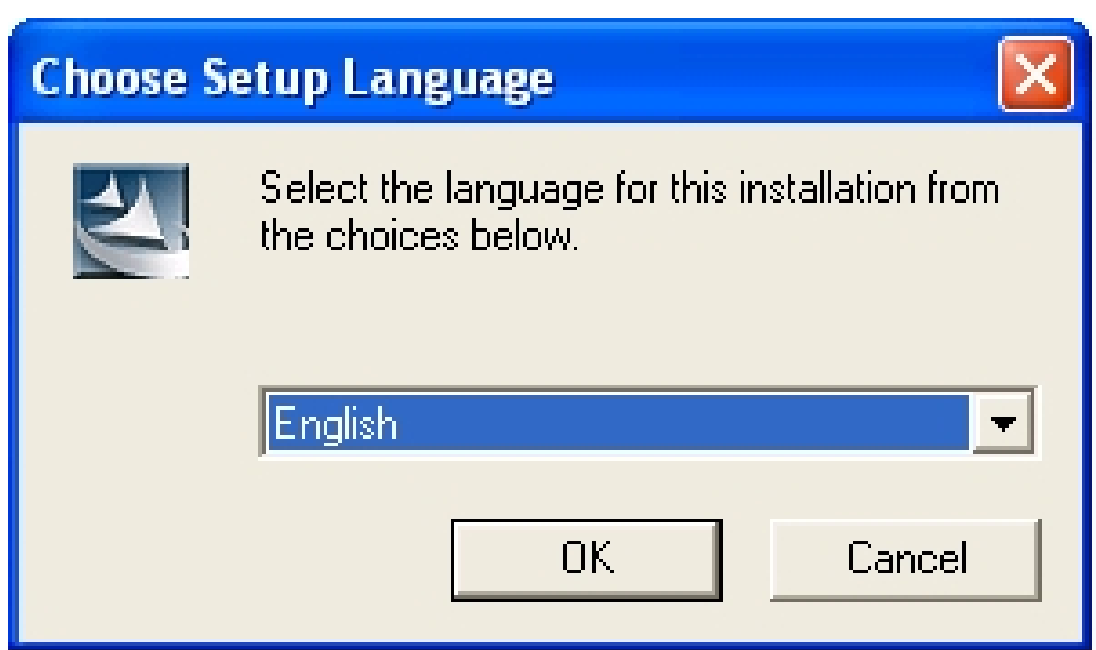 Choose Setup Language
Select the language for this installation from
the choices below.
English
OK
Cancel